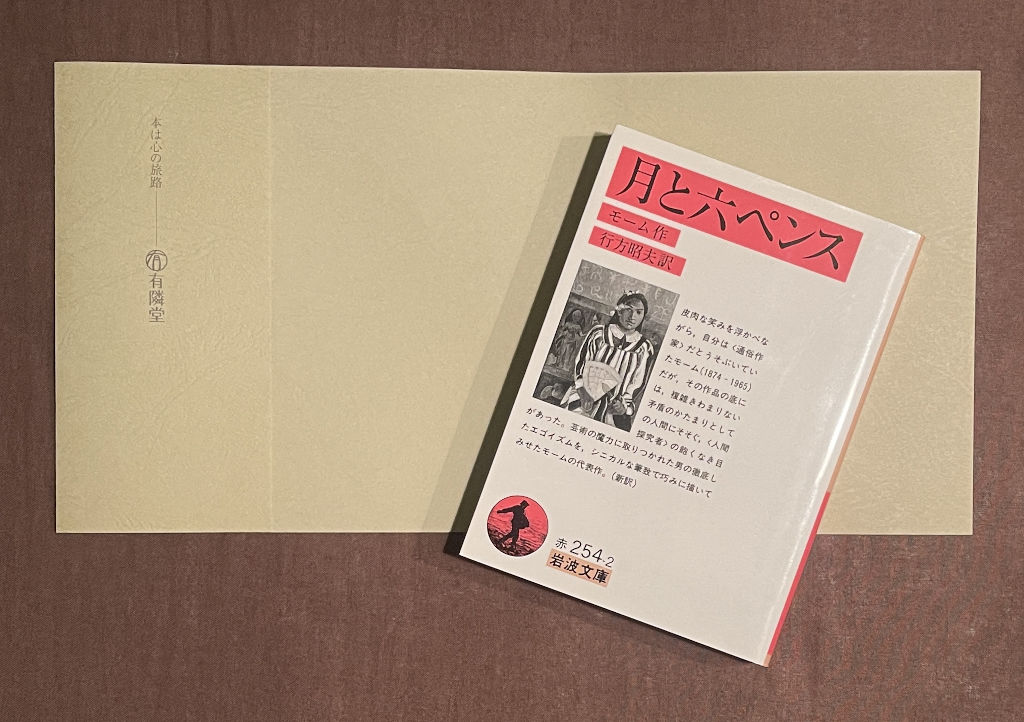 本は心の旅路
有
有隣堂
月と六ペンス
モーム作
行方昭夫訳
皮肉な笑みを浮かべな
がら，自分は〈通俗作
家〉だとうそぶいてい
たモーム(1874-1965)
だが，その作品の底に
は，複雑きわまりない
矛盾のかたまりとして
の人間にそそぐ，〈人間
探究者〉の飽くなき目
があった。芸術の魔力に取りつかれた男の徹底し
たエゴイズムを，シニカルな筆致で巧みに描いて
みせたモームの代表作。(新訳)
赤 254-2
岩波文庫